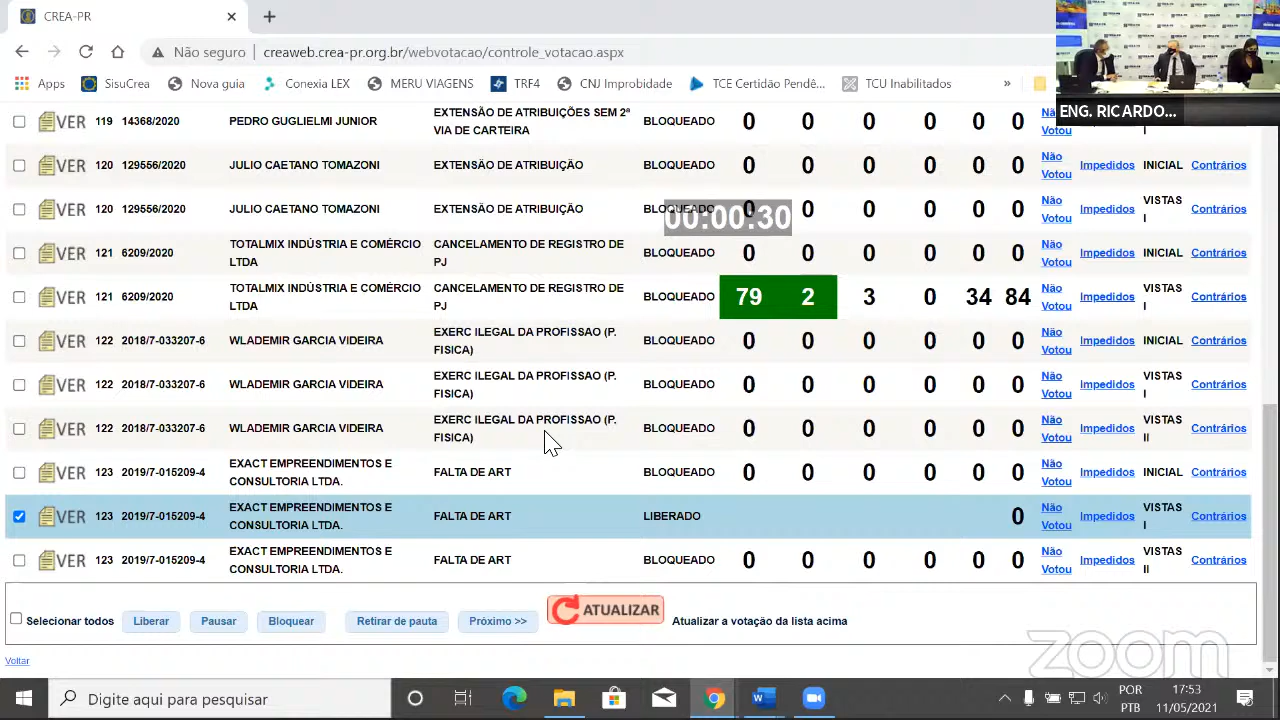 CREA-PR
Não seguro
creaweb.crea-pr.org.br
.asp
Apps SisuCrea Nova guia Conexa LEX CNJ Improbidade TCE Con Pendê... TCU Inabilitados »
ENG. RICARDO...
VER 119 14368/2020 PEDRO GUGLIELMI JUNIOR EXTENSÃO DE ATRIBUIÇÕES SEM 2ª VIA DE CARTEIRA BLOQUEADO 0 0 0 0 0 0 Não Votou I
VER 120 129556/2020 JULIO CAETANO TOMAZONI EXTENSÃO DE ATRIBUIÇÃO BLOQUEADO 0 0 0 0 0 0 Não Votou Impedidos INICIAL Contrários
VER 120 129556/2020 JULIO CAETANO TOMAZONI EXTENSÃO DE ATRIBUIÇÃO BLOQUEADO 0 0 0 0 0 0 Não Votou Impedidos VISTAS I Contrários
00:00:30
VER 121 6209/2020 TOTALMIX INDÚSTRIA E COMÉRCIO LTDA CANCELAMENTO DE REGISTRO DE PJ BLOQUEADO 0 0 0 0 0 0 Não Votou Impedidos INICIAL Contrários
VER 121 6209/2020 TOTALMIX INDÚSTRIA E COMÉRCIO LTDA CANCELAMENTO DE REGISTRO DE PJ BLOQUEADO 79 2 3 0 34 84 Não Votou Impedidos VISTAS I Contrários
VER 122 2018/7-033207-6 WLADEMIR GARCIA VIDEIRA EXERC ILEGAL DA PROFISSAO (P. FISICA) BLOQUEADO 0 0 0 0 0 0 Não Votou Impedidos INICIAL Contrários
VER 122 2018/7-033207-6 WLADEMIR GARCIA VIDEIRA EXERC ILEGAL DA PROFISSAO (P. FISICA) BLOQUEADO 0 0 0 0 0 0 Não Votou Impedidos VISTAS I Contrários
VER 122 2018/7-033207-6 WLADEMIR GARCIA VIDEIRA EXERC ILEGAL DA PROFISSAO (P. FISICA) BLOQUEADO 0 0 0 0 0 0 Não Votou Impedidos VISTAS II Contrários
VER 123 2019/7-015209-4 EXACT EMPREENDIMENTOS E CONSULTORIA LTDA. FALTA DE ART BLOQUEADO 0 0 0 0 0 0 Não Votou Impedidos INICIAL Contrários
VER 123 2019/7-015209-4 EXACT EMPREENDIMENTOS E CONSULTORIA LTDA. FALTA DE ART LIBERADO 0 Não Votou Impedidos VISTAS I Contrários
VER 123 2019/7-015209-4 EXACT EMPREENDIMENTOS E CONSULTORIA LTDA. FALTA DE ART BLOQUEADO 0 0 0 0 0 0 Não Votou Impedidos VISTAS II Contrários
Selecionar todos Liberar Pausar Bloquear Retirar de pauta Próximo >> ATUALIZAR Atualizar a votação da lista acima
zoom
Voltar
Digite aqui para pesquisar
POR
PTB
17:53
11/05/2021